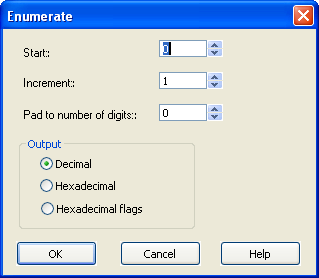 Enumerate
Start:: 0
Increment:: 1
Pad to number of digits:: 0
Output
Decimal
Hexadecimal
Hexadecimal flags
OK Cancel Help